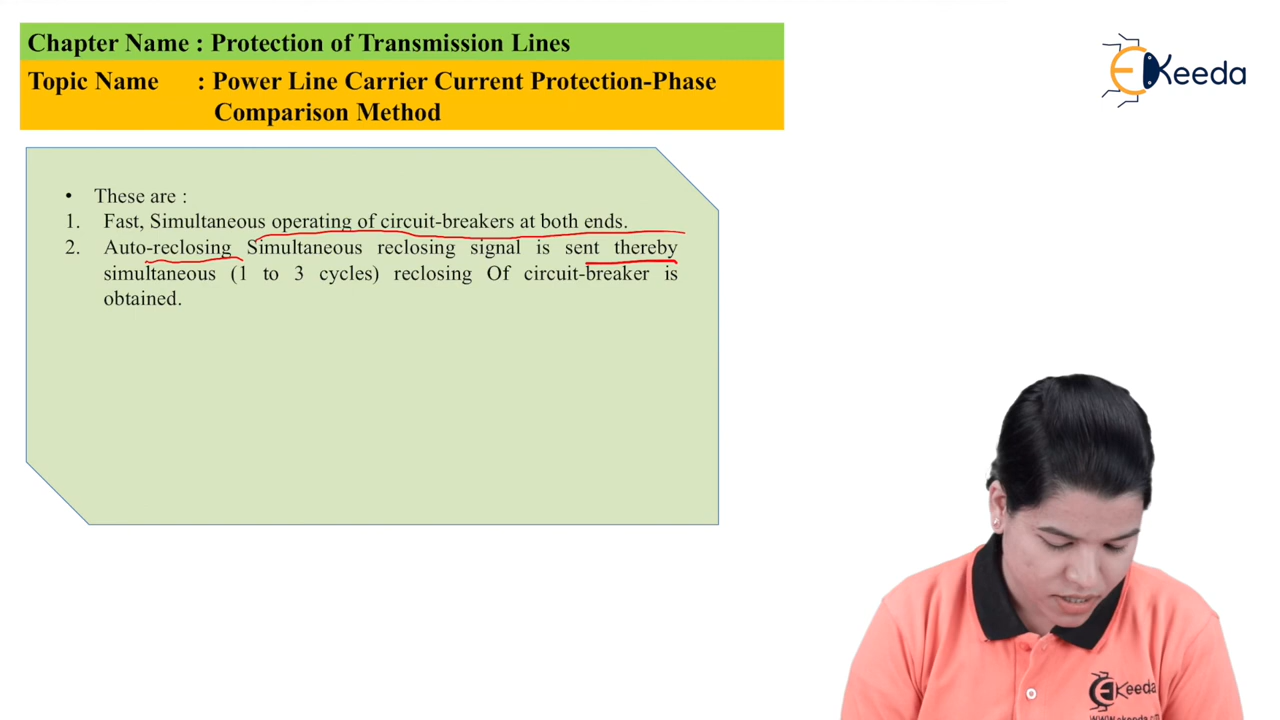 Chapter Name : Protection of Transmission Lines
Topic Name : Power Line Carrier Current Protection-Phase
Comparison Method
Keeda
• These are :
1. Fast, Simultaneous operating of circuit-breakers at both ends.
2. Auto-reclosing Simultaneous reclosing signal is sent thereby
simultaneous (1 to 3 cycles) reclosing Of circuit-breaker is
obtained.
Keeda